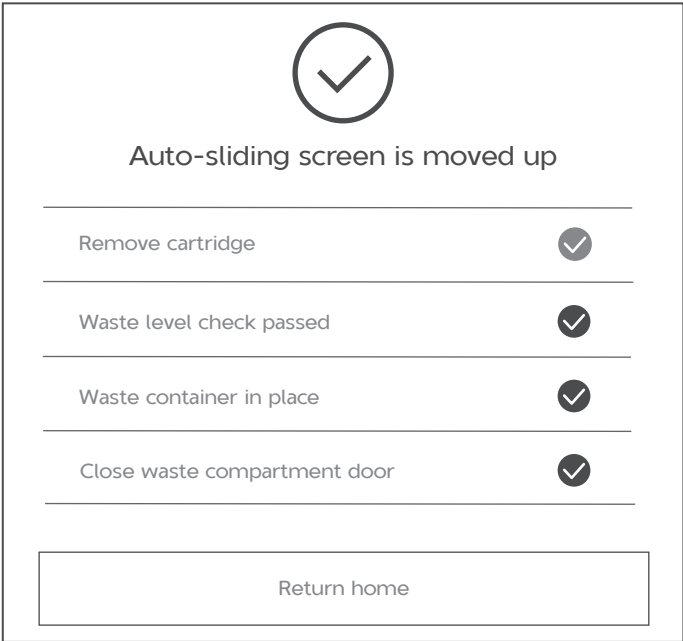 Auto-sliding screen is moved up
Remove cartridge
Waste level check passed
Waste container in place
Close waste compartment door
Return home